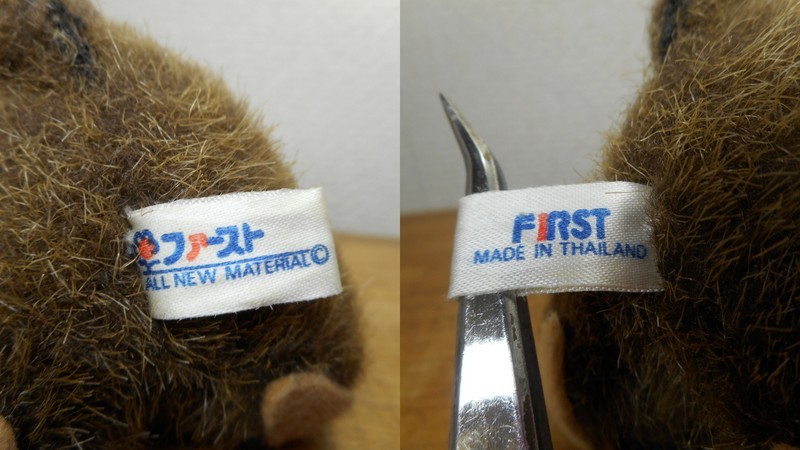 ファースト
ALL NEW MATERIAL©
FIRST
MADE IN THAILAND